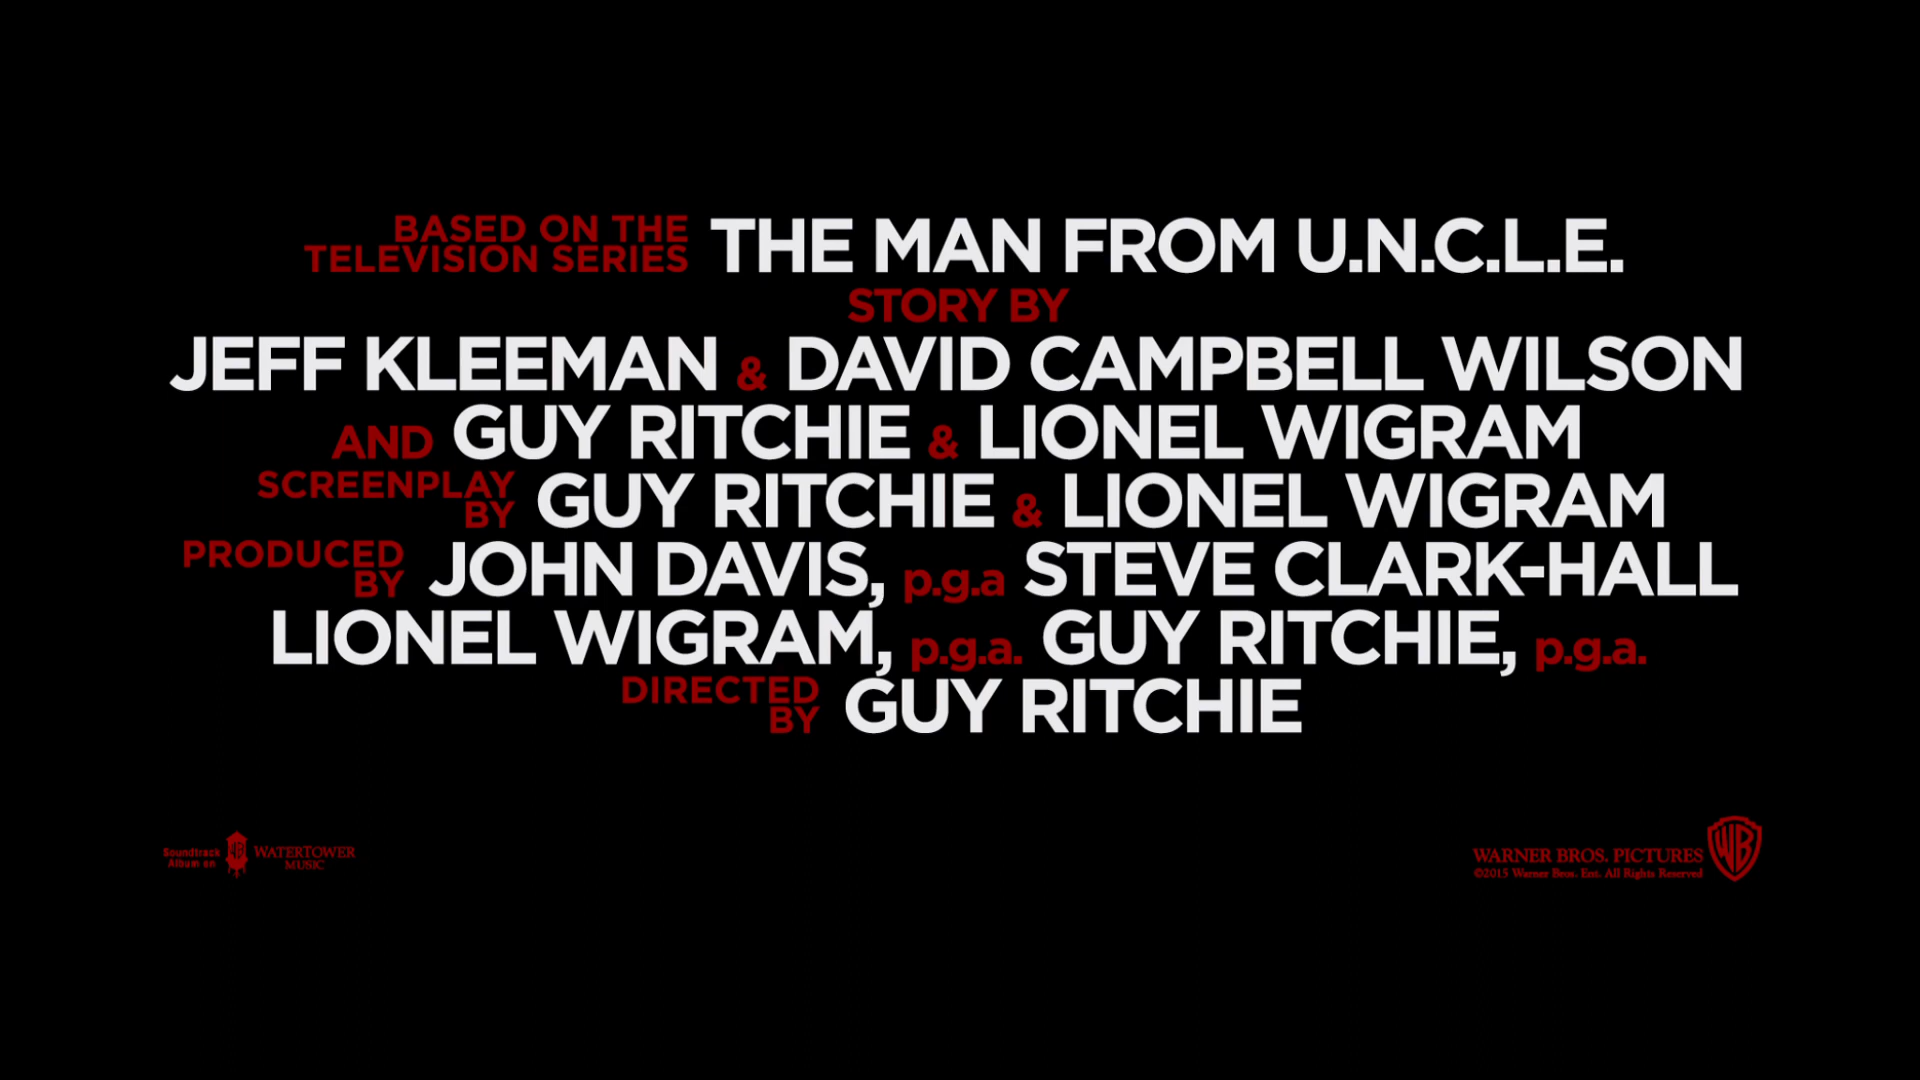 BASED ON THE
TELEVISION SERIES THE MAN FROM U.N.C.L.E.
STORY BY
JEFF KLEEMAN & DAVID CAMPBELL WILSON
AND GUY RITCHIE & LIONEL WIGRAM
SCREENPLAY
BY GUY RITCHIE & LIONEL WIGRAM
PRODUCED
BY JOHN DAVIS, p.g.a STEVE CLARK-HALL
LIONEL WIGRAM, p.g.a. GUY RITCHIE, p.g.a.
DIRECTED
BY GUY RITCHIE
Soundtrack
Album on
WATERTOWER
MUSIC
WARNER BROS. PICTURES
©2015 Warner Bros. Ent. All Rights Reserved
WB